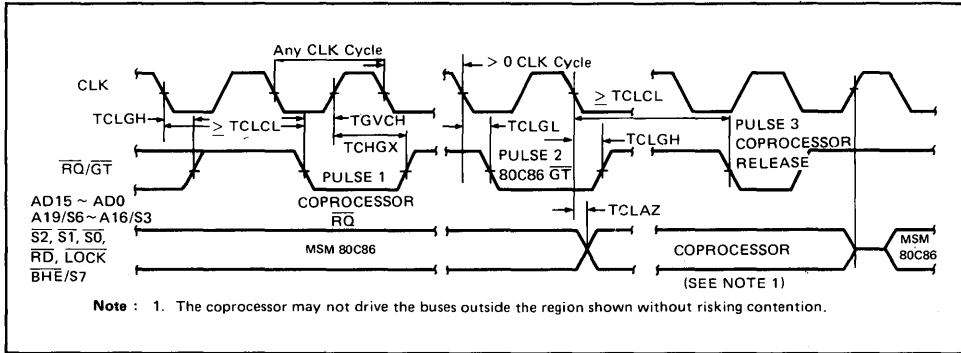 Any CLK Cycle
> 0 CLK Cycle
CLK
≥ TCLCL
TCLGH
≥ TCLCL
TGVCH
TCHGX
TCLGL
TCLGH
PULSE 3
COPROCESSOR
RELEASE
RQ/GT
PULSE 1
COPROCESSOR
RQ
PULSE 2
80C86 GT
TCLAZ
AD15 ~ AD0
A19/S6~A16/S3
S2, S1, S0,
RD, LOCK
BHE/S7
MSM 80C86
COPROCESSOR
(SEE NOTE 1)
MSM
80C86
Note : 1. The coprocessor may not drive the buses outside the region shown without risking contention.